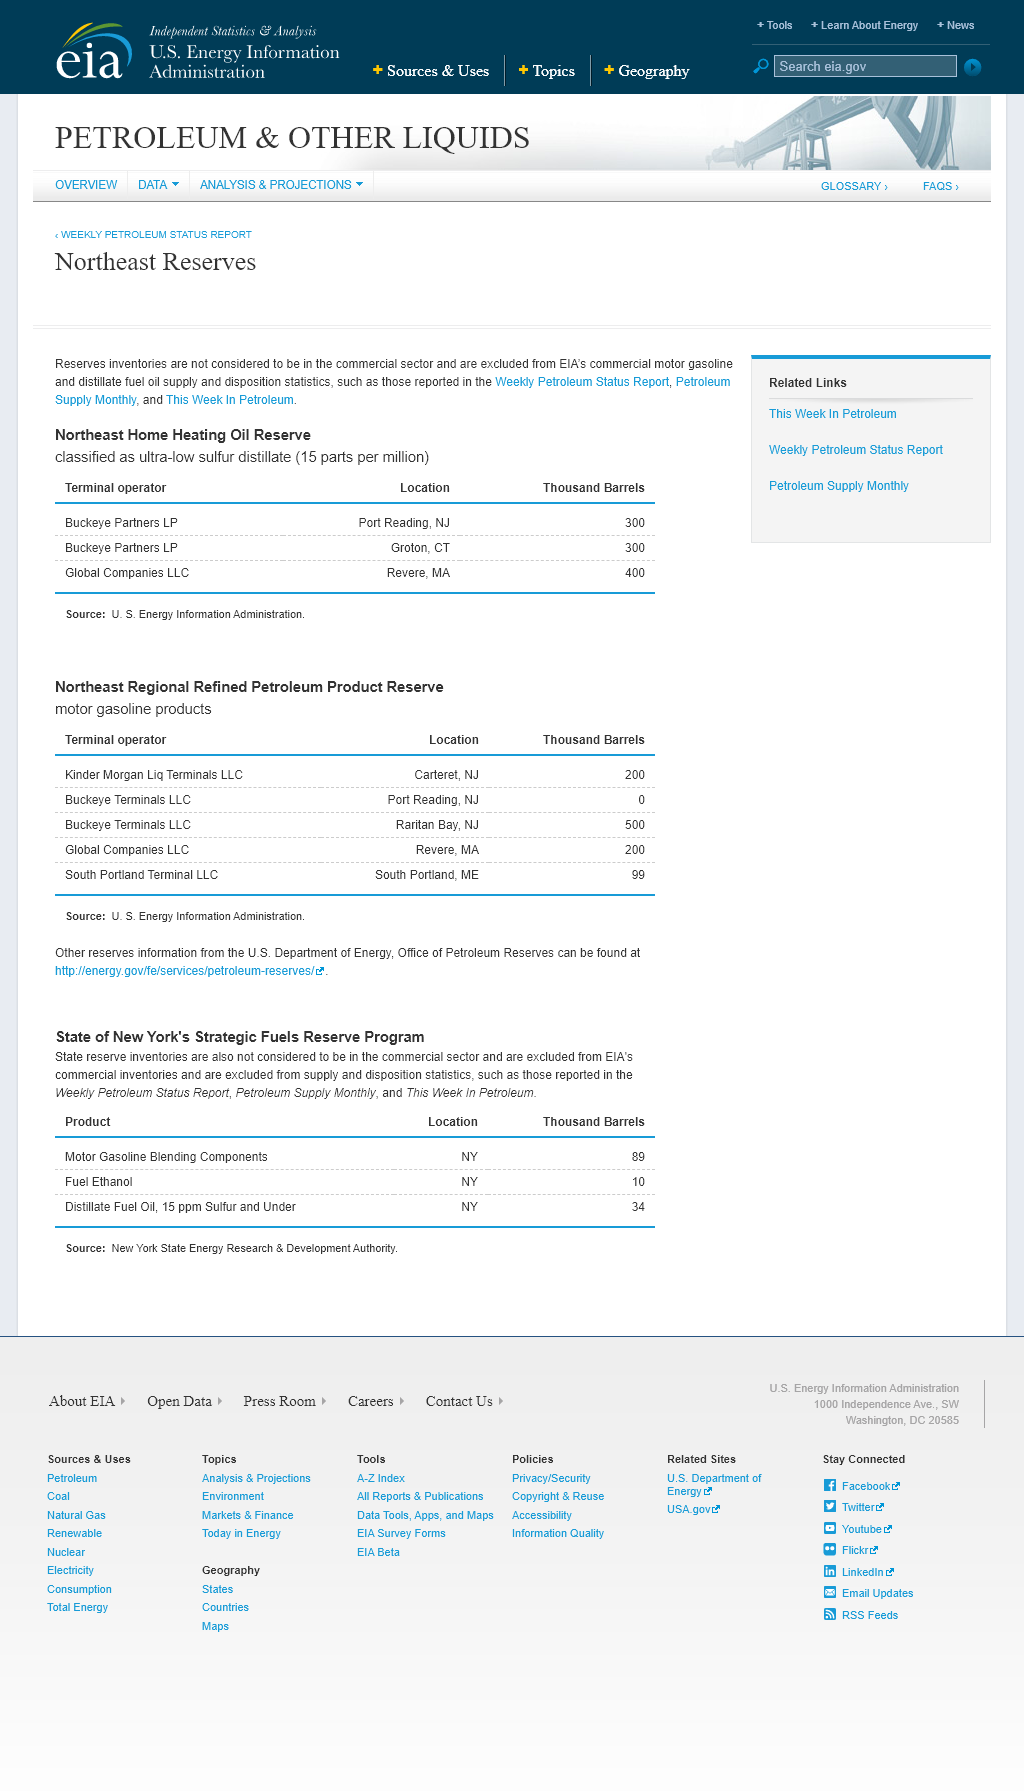 eia
Independent Statistics & Analysis
U.S. Energy Information
Administration
+ Sources & Uses
+ Topics
+ Geography
+ Tools
+ Learn About Energy
+ News
Search eia.gov
PETROLEUM & OTHER LIQUIDS
OVERVIEW
DATA
ANALYSIS & PROJECTIONS
GLOSSARY ›
FAQS ›
‹ WEEKLY PETROLEUM STATUS REPORT
Northeast Reserves
Reserves inventories are not considered to be in the commercial sector and are excluded from EIA's commercial motor gasoline
and distillate fuel oil supply and disposition statistics, such as those reported in the Weekly Petroleum Status Report, Petroleum
Supply Monthly, and This Week In Petroleum.
Related Links
This Week In Petroleum
Weekly Petroleum Status Report
Petroleum Supply Monthly
Northeast Home Heating Oil Reserve
classified as ultra-low sulfur distillate (15 parts per million)
Terminal operator Location Thousand Barrels
Buckeye Partners LP Port Reading, NJ 300
Buckeye Partners LP Groton, CT 300
Global Companies LLC Revere, MA 400
Source: U. S. Energy Information Administration.
Northeast Regional Refined Petroleum Product Reserve
motor gasoline products
Terminal operator Location Thousand Barrels
Kinder Morgan Liq Terminals LLC Carteret, NJ 200
Buckeye Terminals LLC Port Reading, NJ 0
Buckeye Terminals LLC Raritan Bay, NJ 500
Global Companies LLC Revere, MA 200
South Portland Terminal LLC South Portland, ME 99
Source: U. S. Energy Information Administration.
Other reserves information from the U.S. Department of Energy, Office of Petroleum Reserves can be found at
http://energy.gov/fe/services/petroleum-reserves/.
State of New York's Strategic Fuels Reserve Program
State reserve inventories are also not considered to be in the commercial sector and are excluded from EIA's
commercial inventories and are excluded from supply and disposition statistics, such as those reported in the
Weekly Petroleum Status Report, Petroleum Supply Monthly, and This Week In Petroleum.
Product Location Thousand Barrels
Motor Gasoline Blending Components NY 89
Fuel Ethanol NY 10
Distillate Fuel Oil, 15 ppm Sulfur and Under NY 34
Source: New York State Energy Research & Development Authority.
About EIA
Open Data
Press Room
Careers
Contact Us
U.S. Energy Information Administration
1000 Independence Ave., SW
Washington, DC 20585
Sources & Uses
Petroleum
Coal
Natural Gas
Renewable
Nuclear
Electricity
Consumption
Total Energy
Topics
Analysis & Projections
Environment
Markets & Finance
Today in Energy
Geography
States
Countries
Maps
Tools
A-Z Index
All Reports & Publications
Data Tools, Apps, and Maps
EIA Survey Forms
EIA Beta
Policies
Privacy/Security
Copyright & Reuse
Accessibility
Information Quality
Related Sites
U.S. Department of
Energy
USA.gov
Stay Connected
Facebook
Twitter
Youtube
Flickr
LinkedIn
Email Updates
RSS Feeds